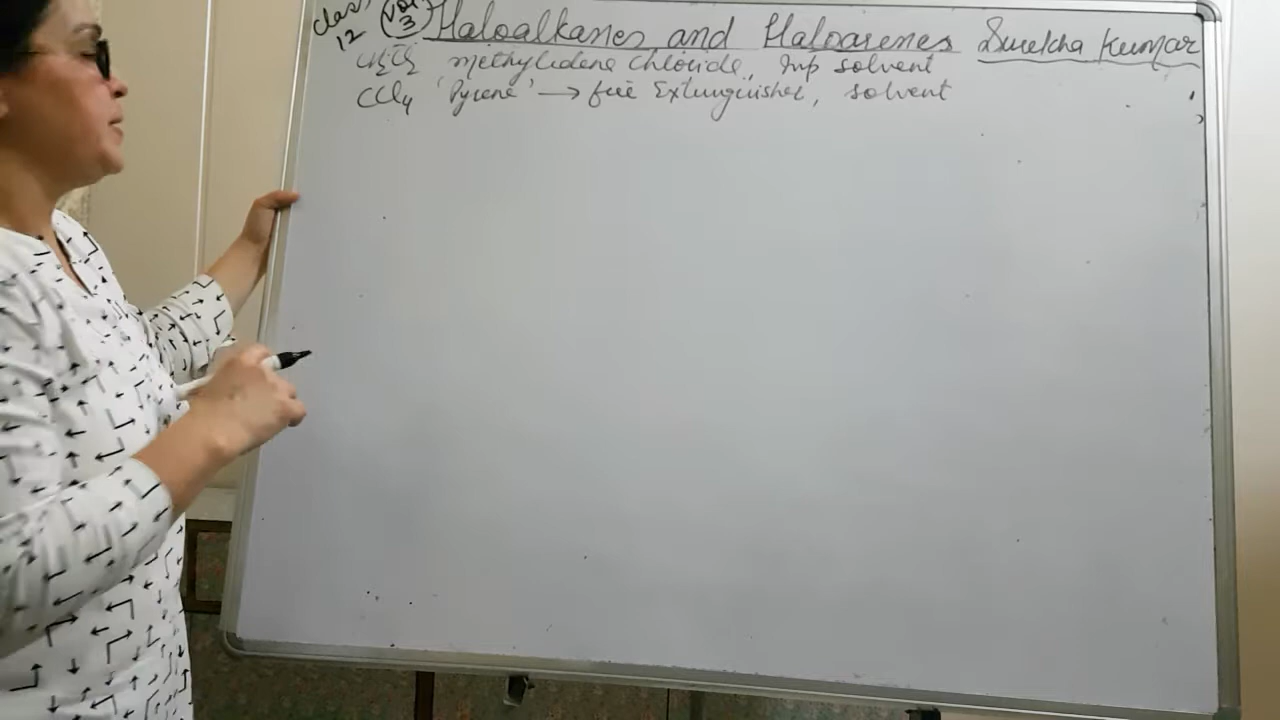 Class 12 Vol 3 Haloalkanes and Haloarenes Surekha Kumar
CH2Cl2 methylidene chloride, Imp solvent
CCl4 'Pyrene' → fire Extinguisher, solvent